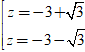 z = -3 + √3
z = -3 - √3